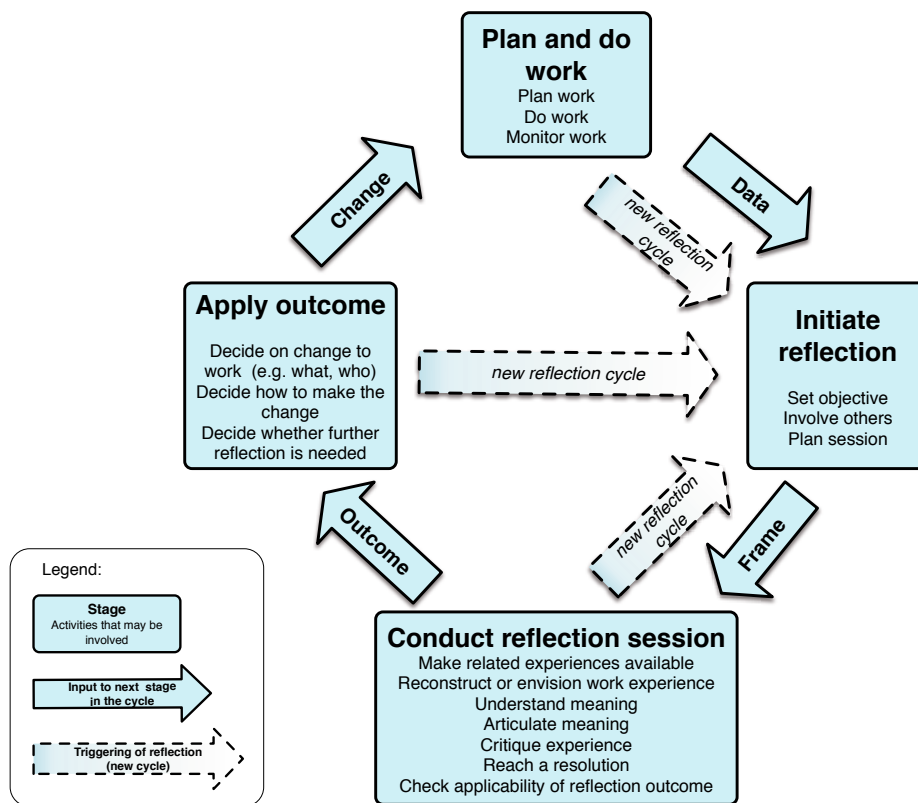 Plan and do
work
Plan work
Do work
Monitor work
Change
Data
new reflection
cycle
Apply outcome
Decide on change to
work (e.g. what, who)
Decide how to make the
change
Decide whether further
reflection is needed
new reflection cycle
Initiate
reflection
Set objective
Involve others
Plan session
Outcome
new reflection
cycle
Frame
Conduct reflection session
Make related experiences available
Reconstruct or envision work experience
Understand meaning
Articulate meaning
Critique experience
Reach a resolution
Check applicability of reflection outcome
Legend:
Stage
Activities that may be
involved
Input to next stage
in the cycle
Triggering of reflection
(new cycle)